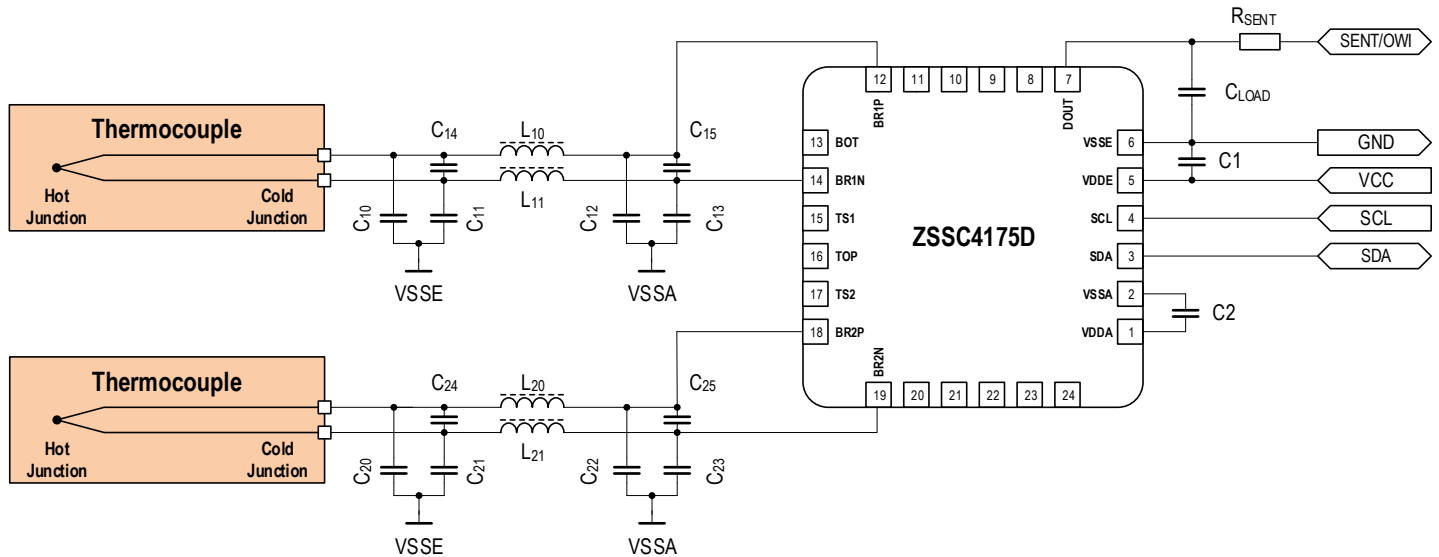 R_SENT
SENT/OWI
12 11 10 9 8 7
BR1P
DOUT
C_LOAD
Thermocouple
C14
L10
C15
13 BOT
VSSE 6
GND
C1
Hot
Junction
Cold
Junction
14 BR1N
VDDE 5
VCC
L11
C10
C11
C12
C13
15 TS1
ZSSC4175D
SCL 4
SCL
16 TOP
SDA 3
SDA
VSSE
VSSA
17 TS2
VSSA 2
C2
18 BR2P
VDDA 1
BR2N
Thermocouple
C24
L20
C25
19 20 21 22 23 24
Hot
Junction
Cold
Junction
L21
C20
C21
C22
C23
VSSE
VSSA